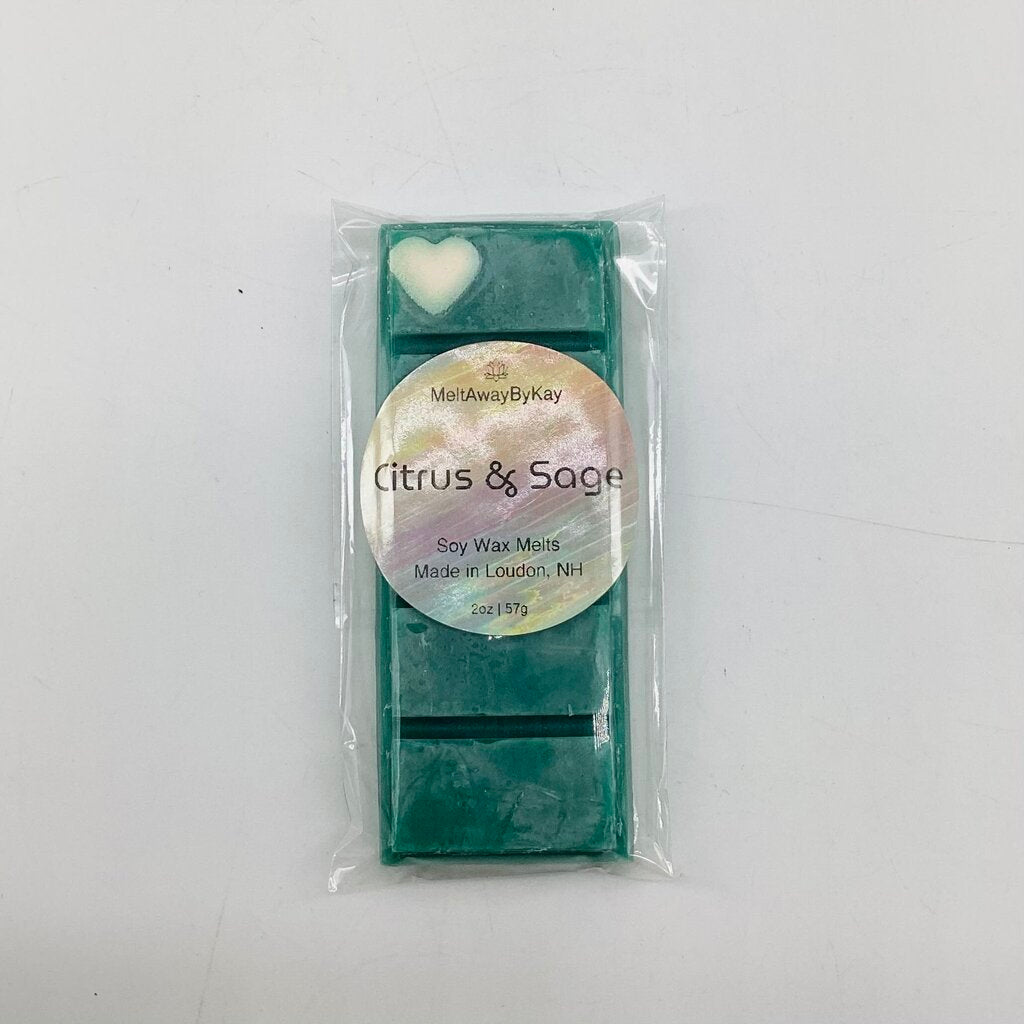 MeltAwayByKay
Citrus & Sage
Soy Wax Melts
Made in Loudon, NH
2oz | 57g